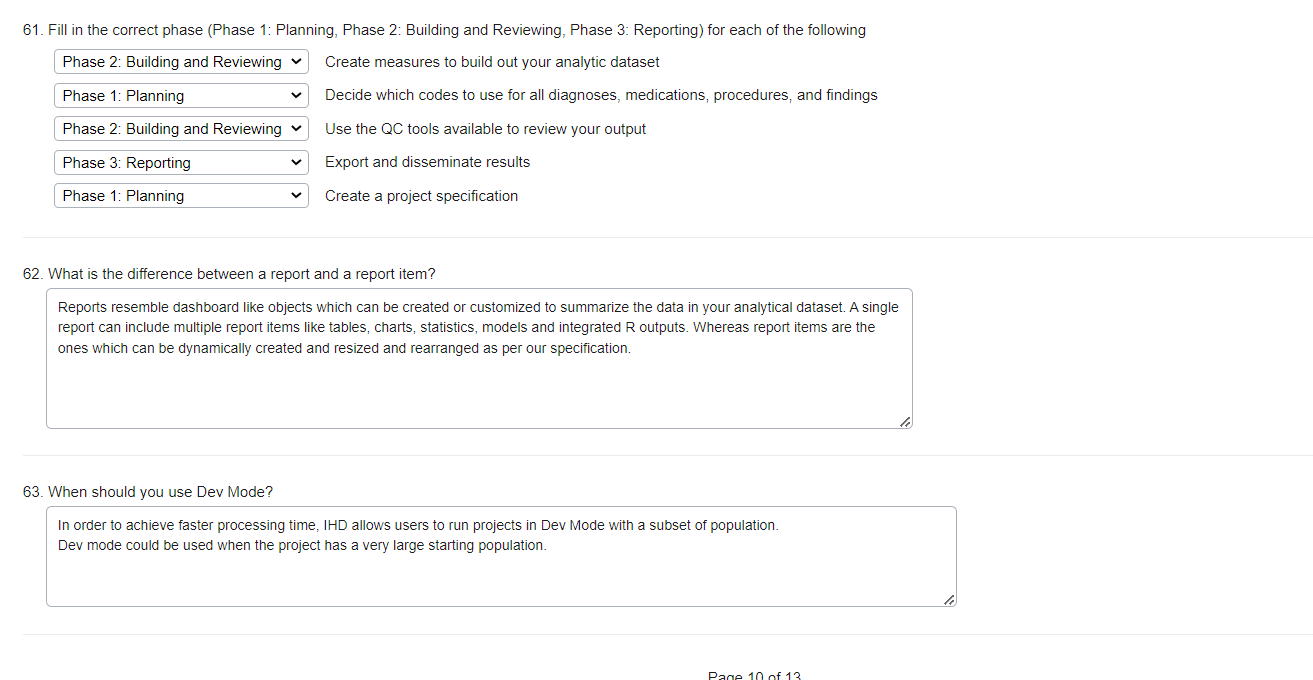 61. Fill in the correct phase (Phase 1: Planning, Phase 2: Building and Reviewing, Phase 3: Reporting) for each of the following
Phase 2: Building and Reviewing Create measures to build out your analytic dataset
Phase 1: Planning Decide which codes to use for all diagnoses, medications, procedures, and findings
Phase 2: Building and Reviewing Use the QC tools available to review your output
Phase 3: Reporting Export and disseminate results
Phase 1: Planning Create a project specification
62. What is the difference between a report and a report item?
Reports resemble dashboard like objects which can be created or customized to summarize the data in your analytical dataset. A single
report can include multiple report items like tables, charts, statistics, models and integrated R outputs. Whereas report items are the
ones which can be dynamically created and resized and rearranged as per our specification.
63. When should you use Dev Mode?
In order to achieve faster processing time, IHD allows users to run projects in Dev Mode with a subset of population.
Dev mode could be used when the project has a very large starting population.
Page 10 of 13